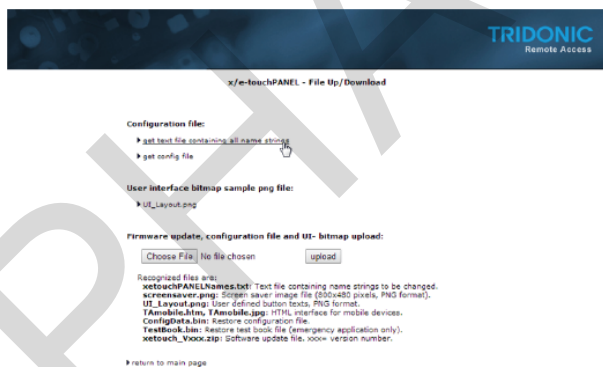 TRIDONIC
Remote Access
x/e-touchPANEL - File Up/Download
Configuration file:
get text file containing all name strings
get config file
User interface bitmap sample png file:
UI_Layout.png
Firmware update, configuration file and UI- bitmap upload:
Choose File No file chosen upload
Recognized files are:
xetouchPANELNames.txt: Text file containing name strings to be changed.
screensaver.png: Screen saver image file (800x480 pixels, PNG format).
UI_Layout.png: User defined button texts, PNG format.
TAmobile.htm, TAmobile.jpg: HTML interface for mobile devices.
ConfigData.bin: Restore configuration file.
TestBook.bin: Restore test book file (emergency application only).
xetouch_Vxxx.zip: Software update file, xxx= version number.
return to main page